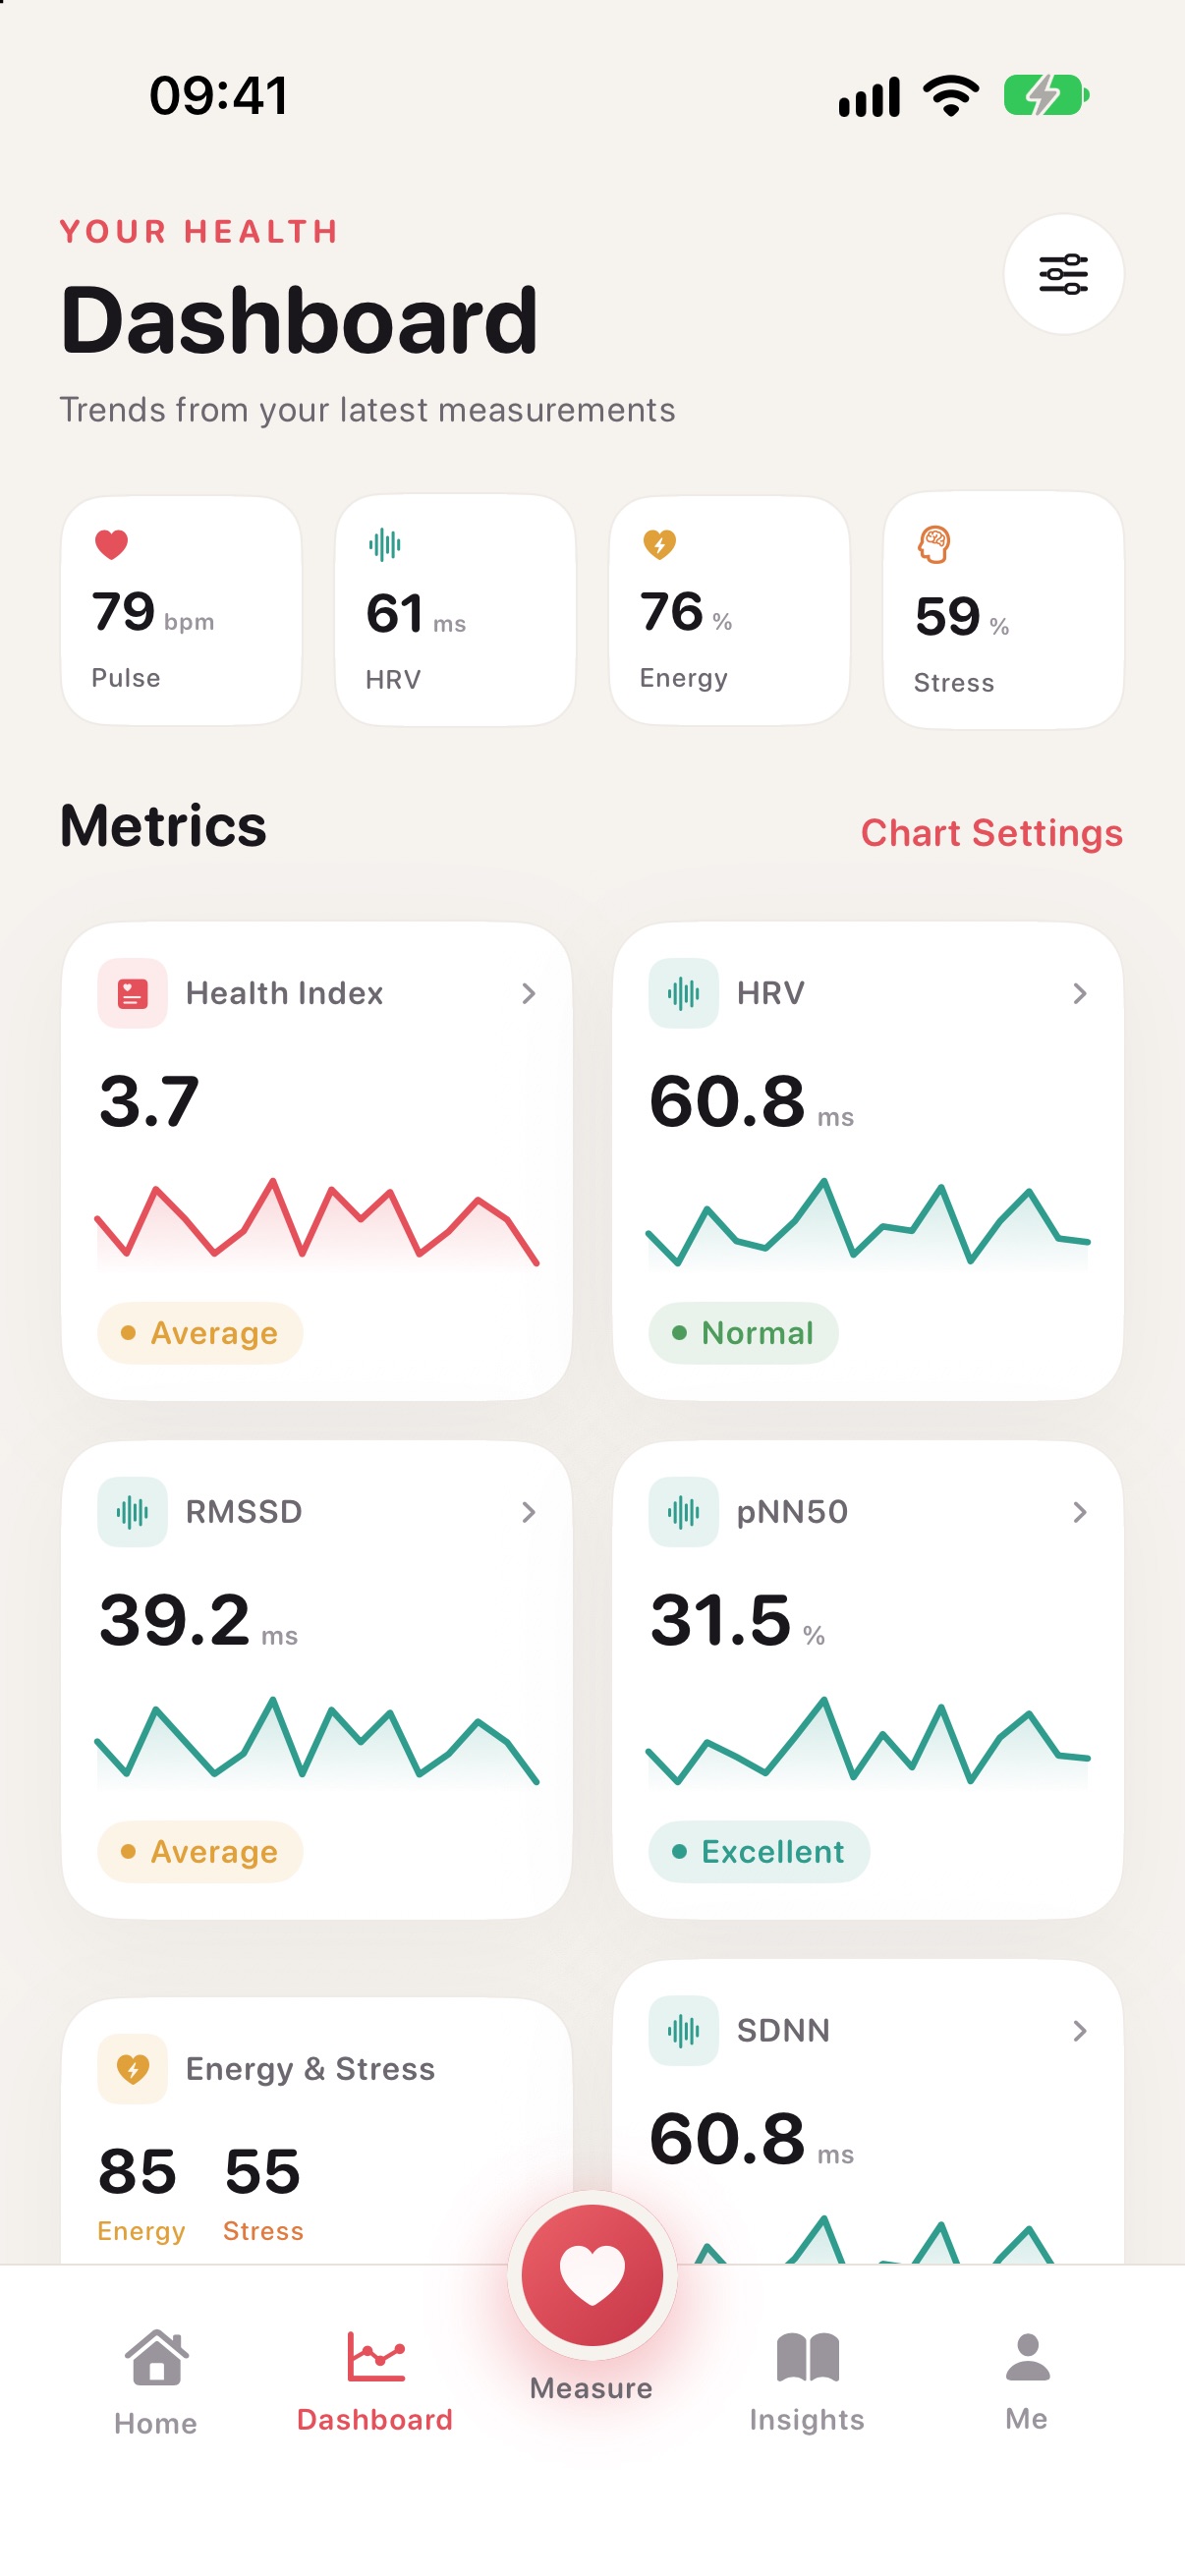 09:41
YOUR HEALTH
Dashboard
Trends from your latest measurements
79 bpm
Pulse
61 ms
HRV
76 %
Energy
59 %
Stress
Metrics
Chart Settings
Health Index
3.7
Average
HRV
60.8 ms
Normal
RMSSD
39.2 ms
Average
pNN50
31.5 %
Excellent
Energy & Stress
85 55
Energy Stress
SDNN
60.8 ms
Home
Dashboard
Measure
Insights
Me